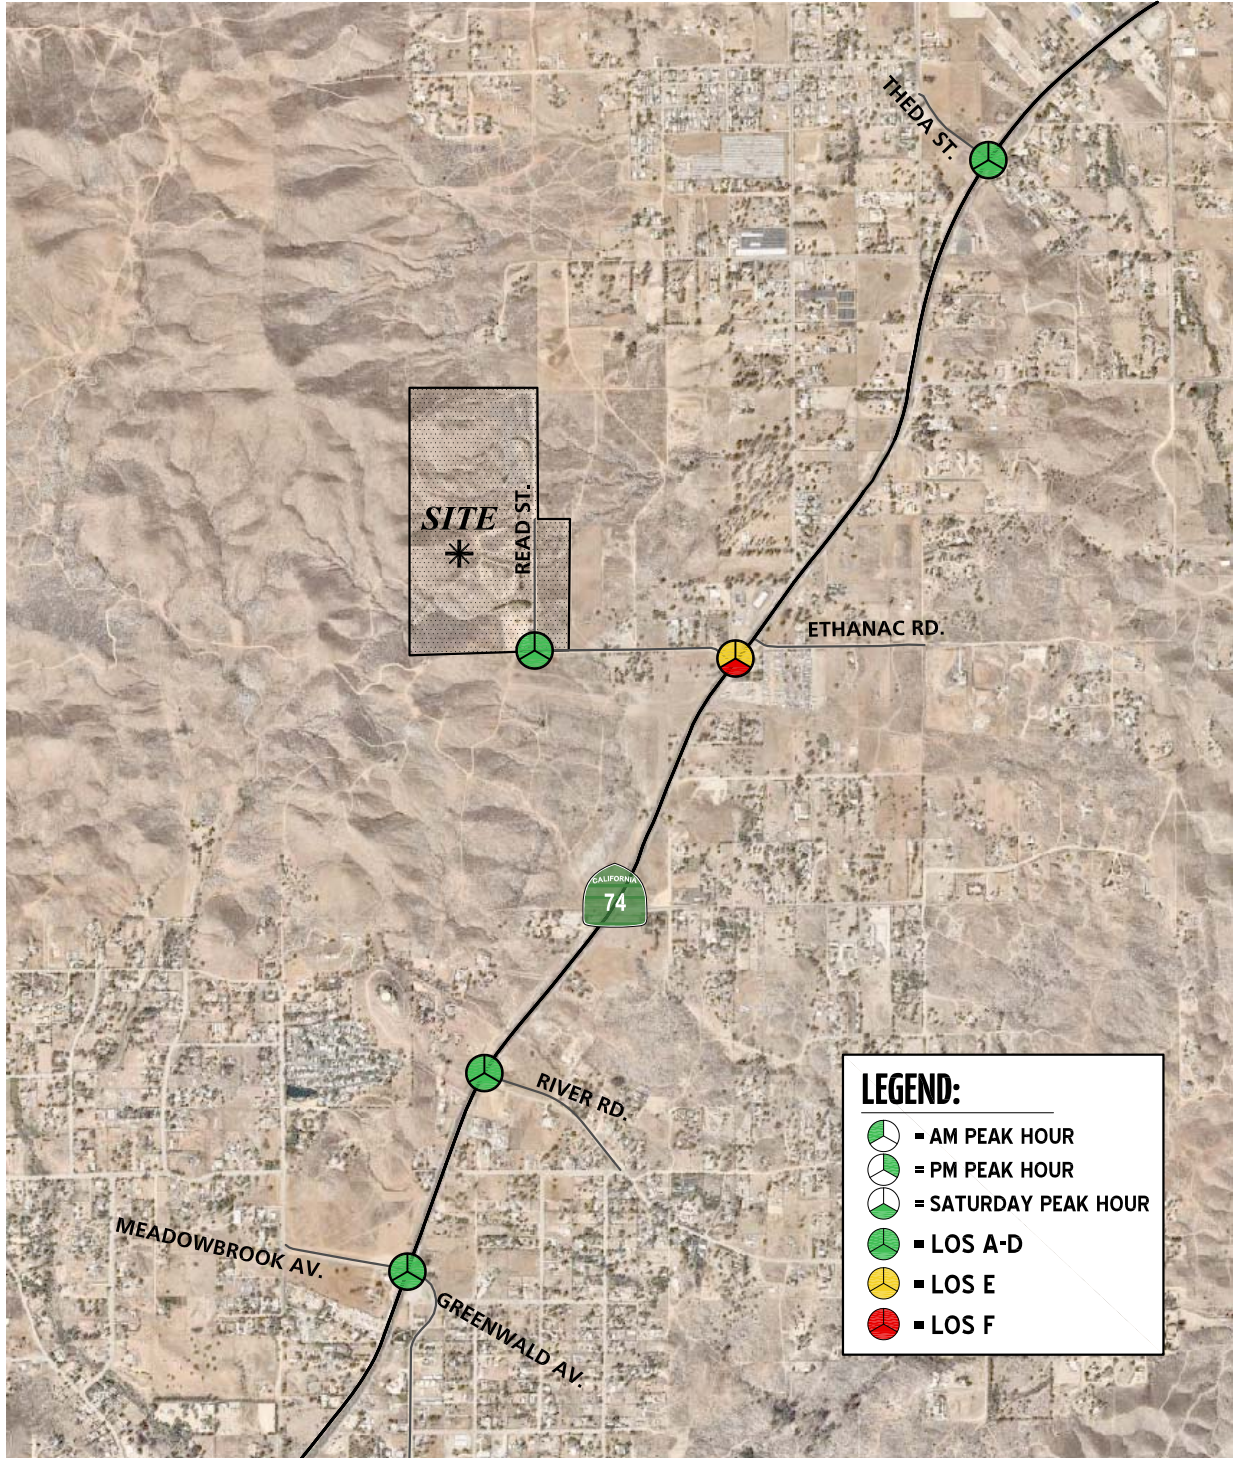 THEDA ST.
SITE
READ ST.
ETHANAC RD.
CALIFORNIA
74
RIVER RD.
MEADOWBROOK AV.
GREENWALD AV.
LEGEND:
= AM PEAK HOUR
= PM PEAK HOUR
= SATURDAY PEAK HOUR
= LOS A-D
= LOS E
= LOS F